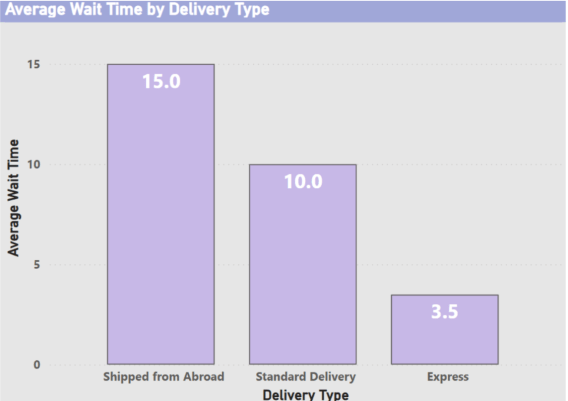 Average Wait Time by Delivery Type
15
10
5
0
Average Wait Time
15.0
10.0
3.5
Shipped from Abroad
Standard Delivery
Express
Delivery Type